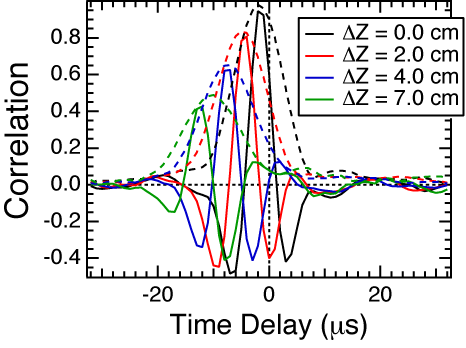 0.8
0.6
0.4
0.2
0.0
-0.2
-0.4
Correlation
ΔZ = 0.0 cm
ΔZ = 2.0 cm
ΔZ = 4.0 cm
ΔZ = 7.0 cm
-20
0
20
Time Delay (μs)